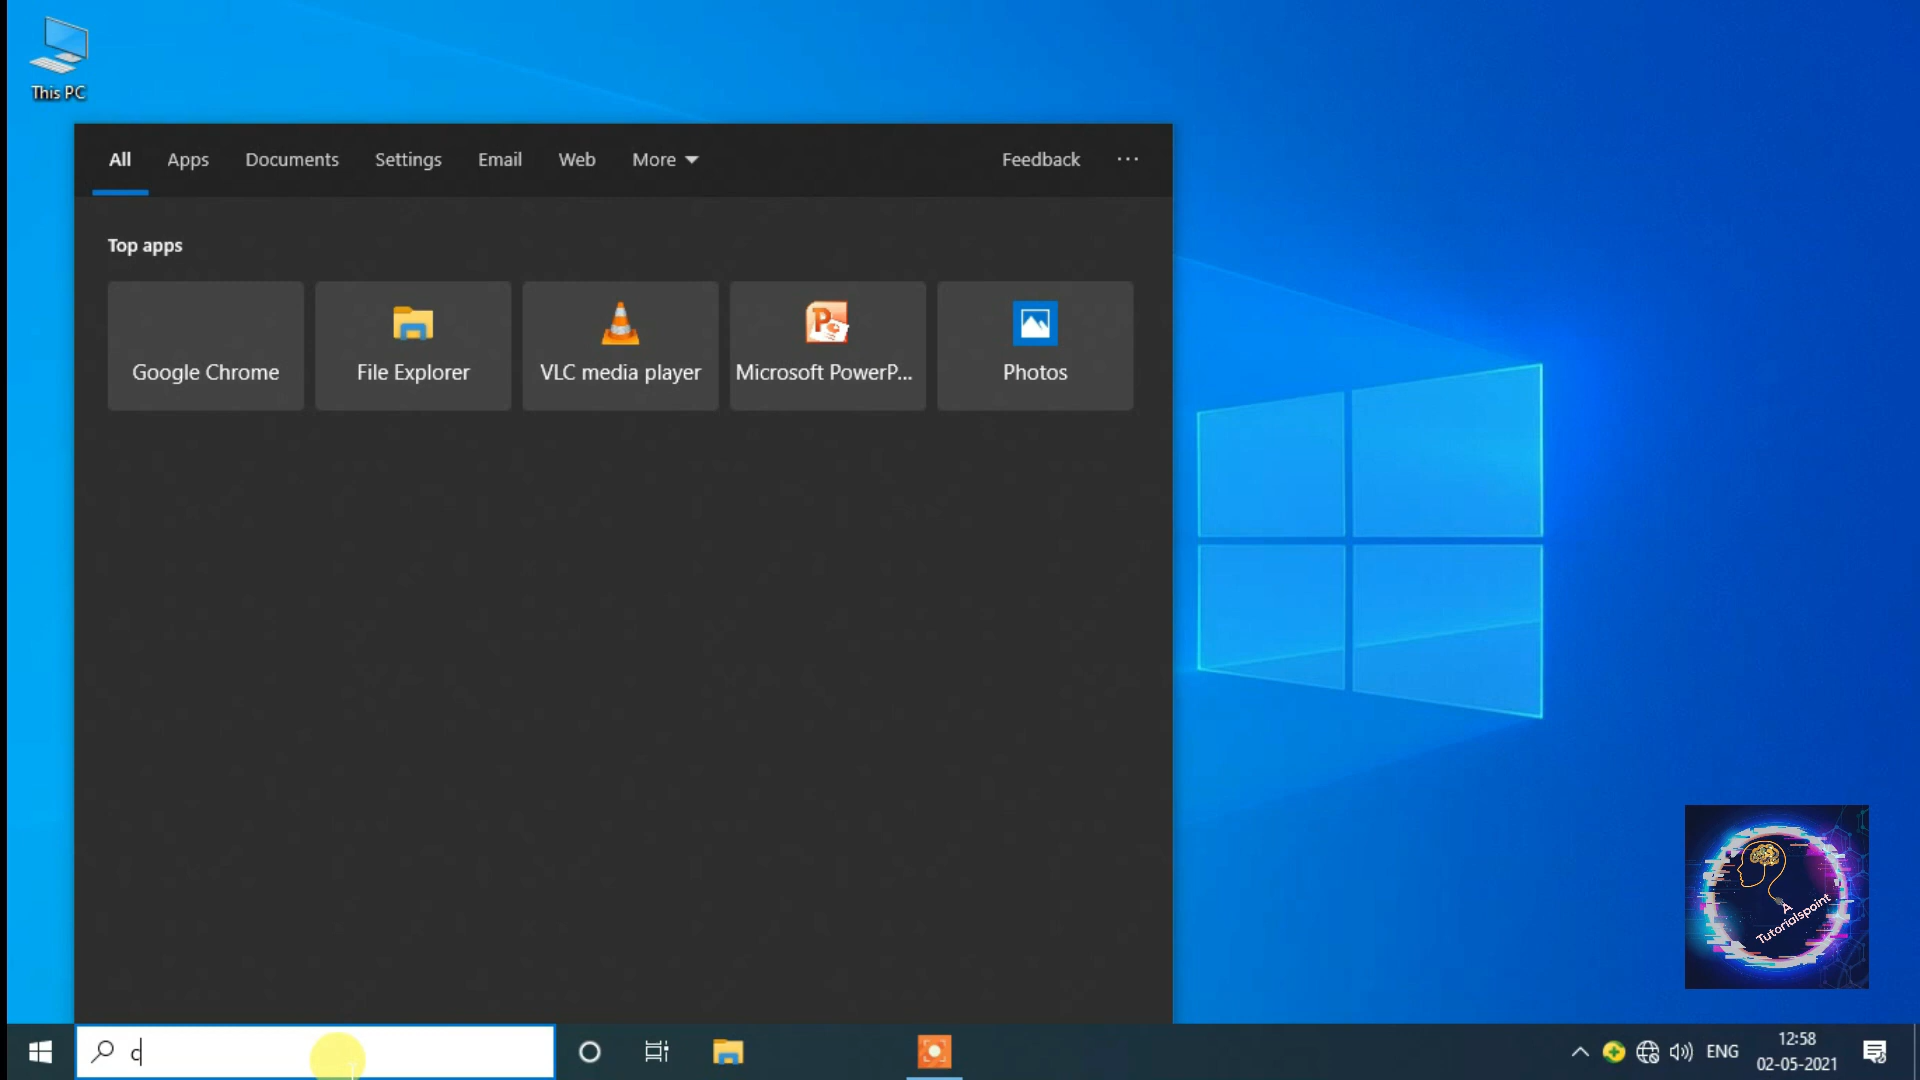 This PC
All Apps Documents Settings Email Web More Feedback
Top apps
Google Chrome File Explorer VLC media player Microsoft PowerP... Photos
A
Tutorialspoint
c
ENG
12:58
02-05-2021